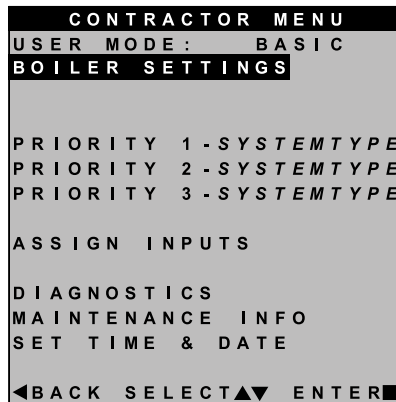 CONTRACTOR MENU
USER MODE: BASIC
BOILER SETTINGS
PRIORITY 1-SYSTEMTYPE
PRIORITY 2-SYSTEMTYPE
PRIORITY 3-SYSTEMTYPE
ASSIGN INPUTS
DIAGNOSTICS
MAINTENANCE INFO
SET TIME & DATE
◀BACK SELECT▲▼ ENTER■